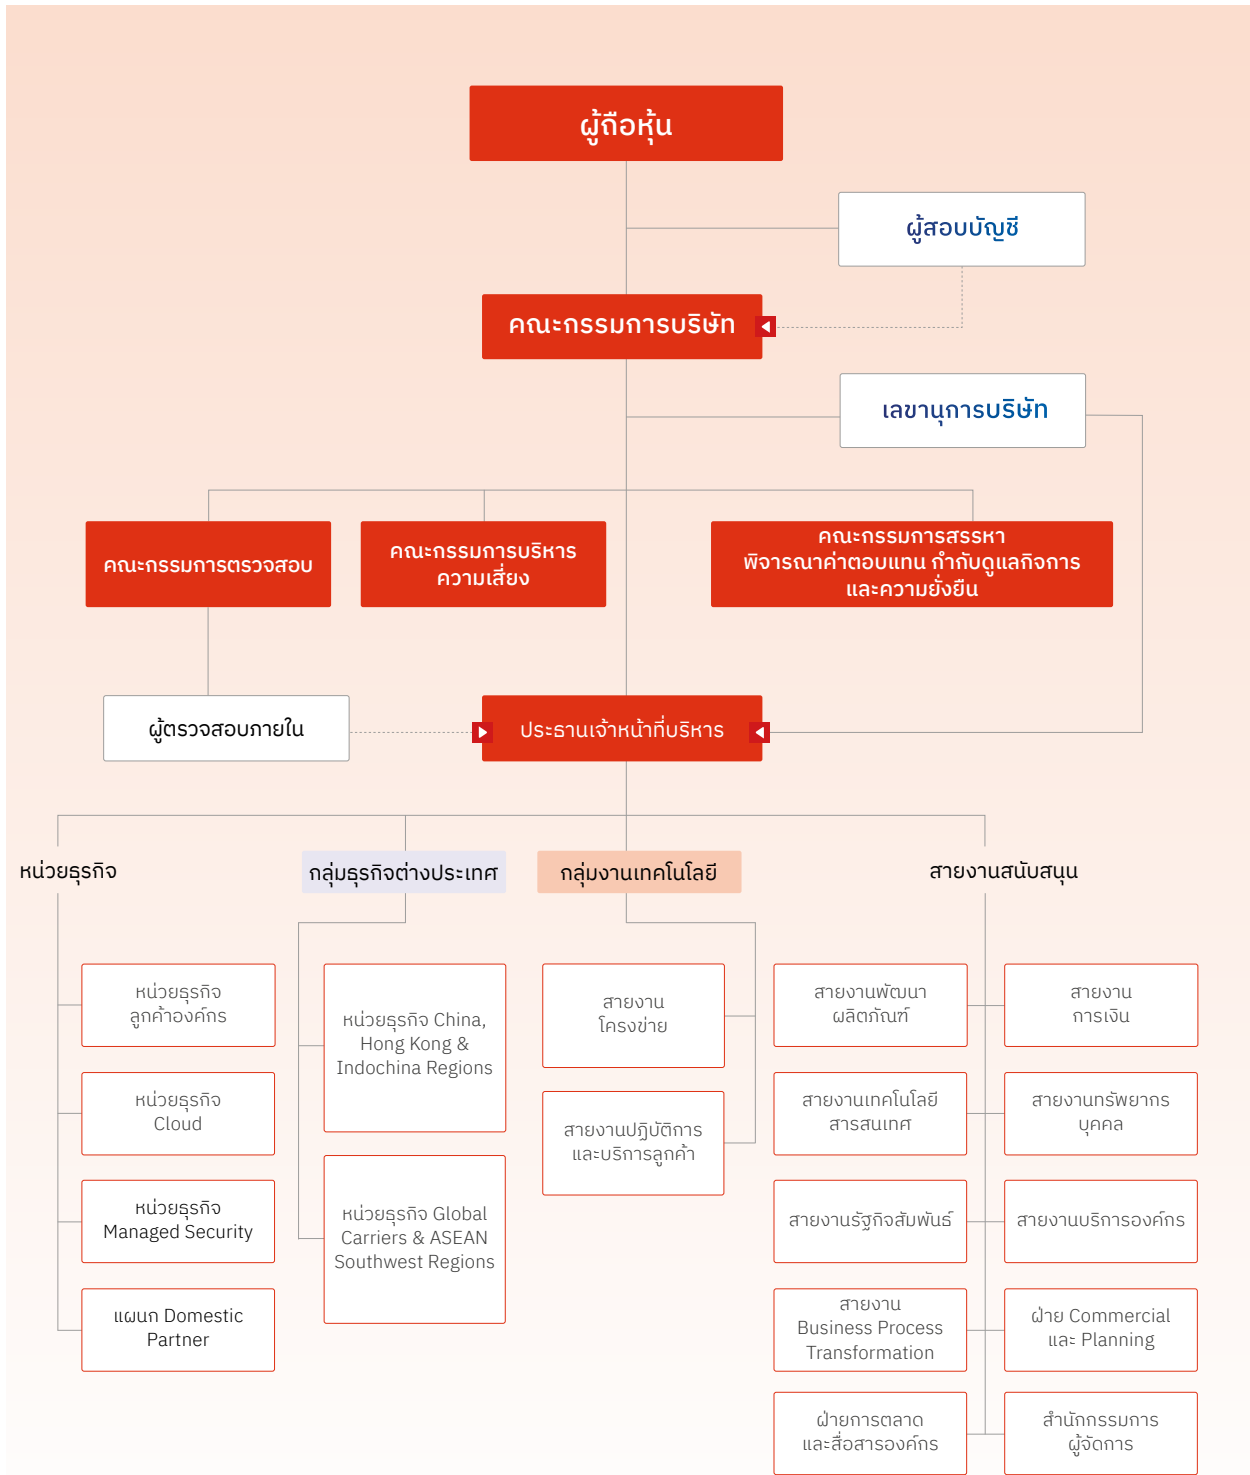 ผู้ถือหุ้น
ผู้สอบบัญชี
คณะกรรมการบริษัท
เลขานุการบริษัท
คณะกรรมการตรวจสอบ
คณะกรรมการบริหาร
ความเสี่ยง
คณะกรรมการสรรหา
พิจารณาค่าตอบแทน กำกับดูแลกิจการ
และความยั่งยืน
ผู้ตรวจสอบภายใน
ประธานเจ้าหน้าที่บริหาร
หน่วยธุรกิจ
กลุ่มธุรกิจต่างประเทศ
กลุ่มงานเทคโนโลยี
สายงานสนับสนุน
หน่วยธุรกิจ
ลูกค้าองค์กร
หน่วยธุรกิจ
Cloud
หน่วยธุรกิจ
Managed Security
แผนก Domestic
Partner
หน่วยธุรกิจ China,
Hong Kong &
Indochina Regions
หน่วยธุรกิจ Global
Carriers & ASEAN
Southwest Regions
สายงาน
โครงข่าย
สายงานปฏิบัติการ
และบริการลูกค้า
สายงานพัฒนา
ผลิตภัณฑ์
สายงาน
การเงิน
สายงานเทคโนโลยี
สารสนเทศ
สายงานทรัพยากร
บุคคล
สายงานรัฐกิจสัมพันธ์
สายงานบริการองค์กร
สายงาน
Business Process
Transformation
ฝ่าย Commercial
และ Planning
ฝ่ายการตลาด
และสื่อสารองค์กร
สำนักกรรมการ
ผู้จัดการ